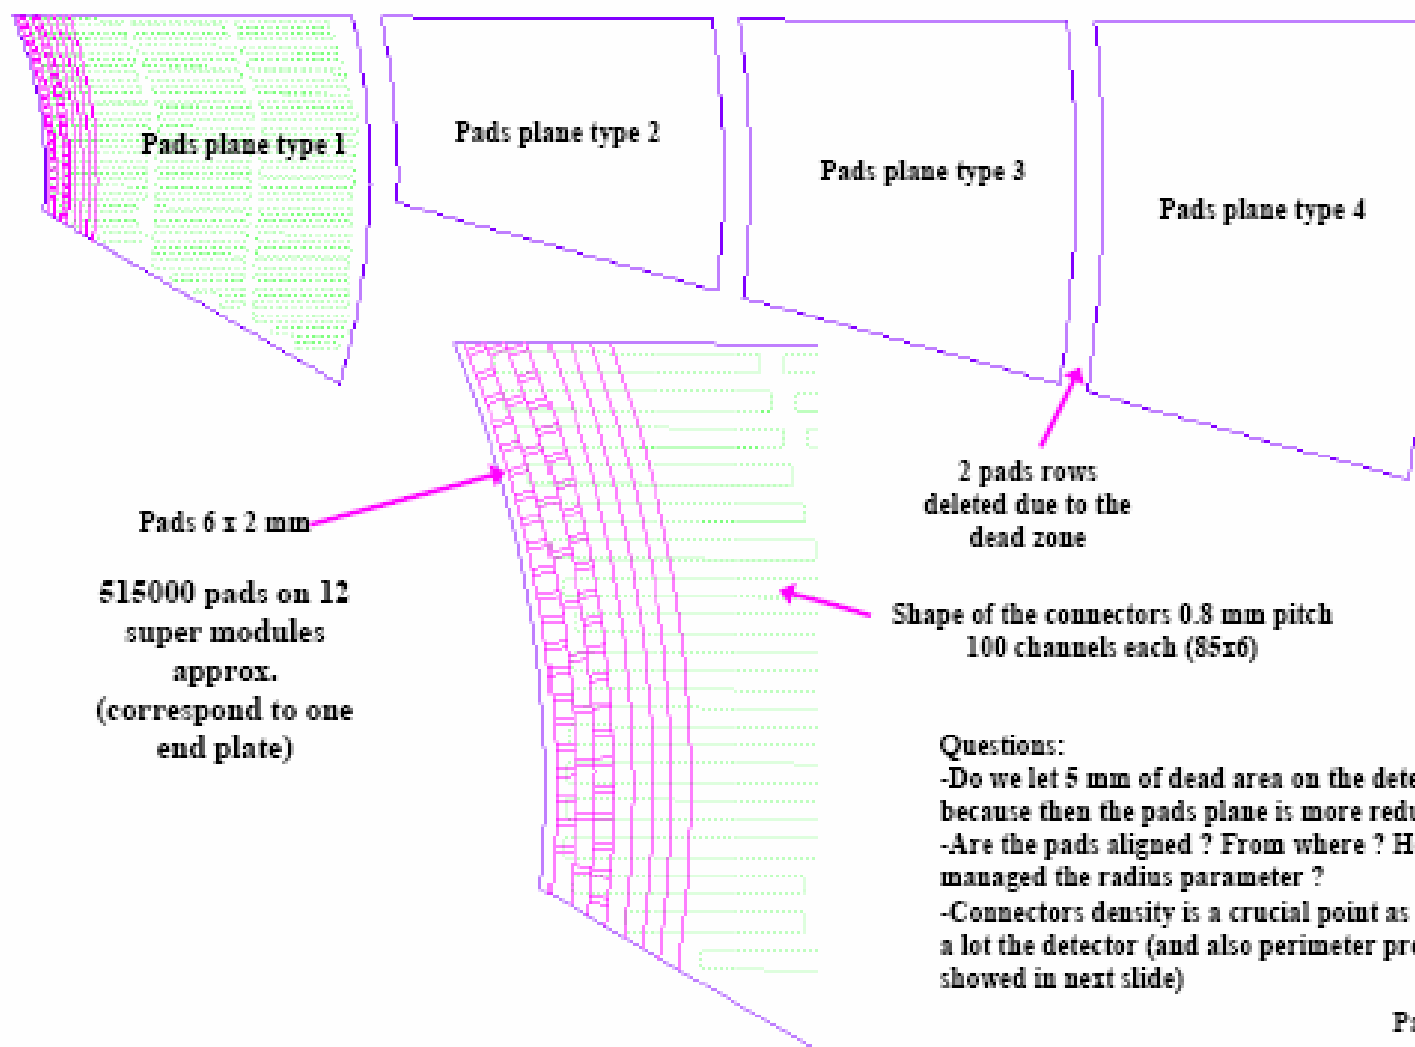 Pads plane type 1
Pads plane type 2
Pads plane type 3
Pads plane type 4
Pads 6 x 2 mm
515000 pads on 12
super modules
approx.
(correspond to one
end plate)
2 pads rows
deleted due to the
dead zone
Shape of the connectors 0.8 mm pitch
100 channels each (85x6)
Questions:
-Do we let 5 mm of dead area on the dete
because then the pads plane is more redu
-Are the pads aligned ? From where ? H
managed the radius parameter ?
-Connectors density is a crucial point as
a lot the detector (and also perimeter pro
showed in next slide)
Pa